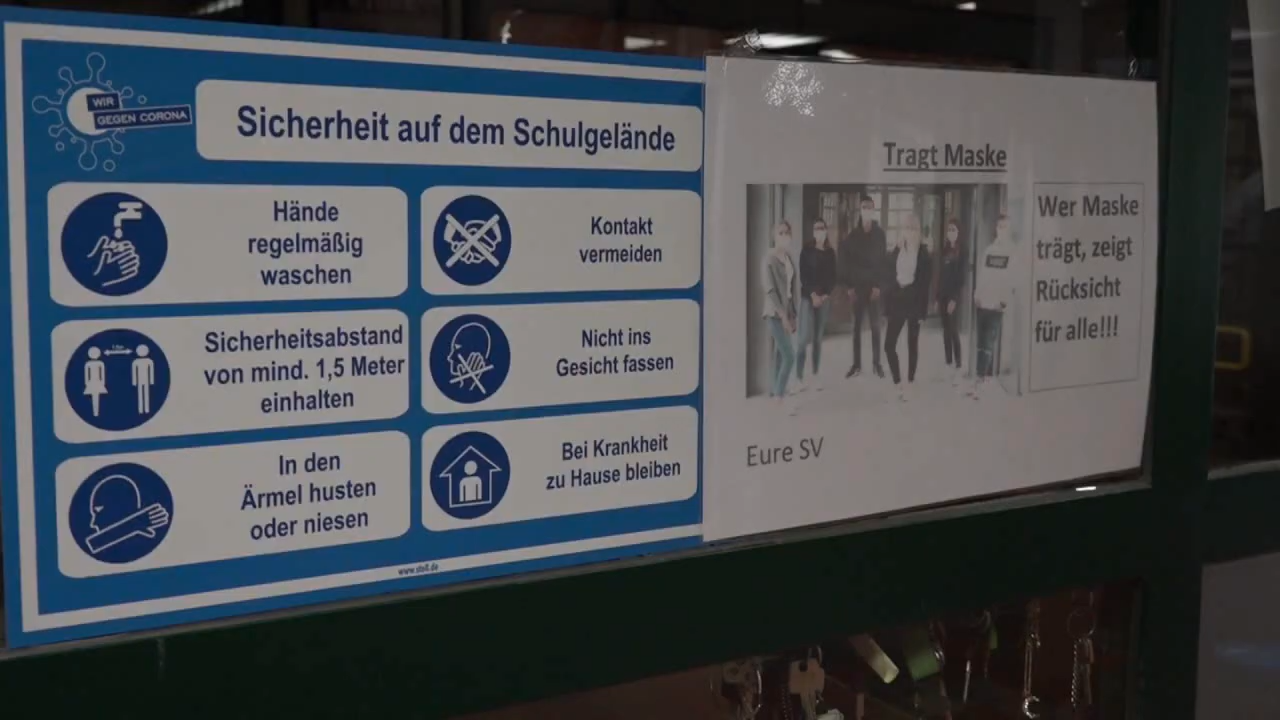 WIR
GEGEN CORONA
Sicherheit auf dem Schulgelände
Hände
regelmäßig
waschen
Kontakt
vermeiden
Sicherheitsabstand
von mind. 1,5 Meter
einhalten
Nicht ins
Gesicht fassen
In den
Ärmel husten
oder niesen
Bei Krankheit
zu Hause bleiben
Tragt Maske
Wer Maske
trägt, zeigt
Rücksicht
für alle!!!
Eure SV